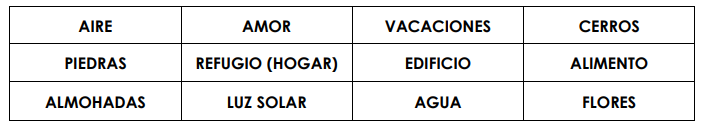 AIRE AMOR VACACIONES CERROS
PIEDRAS REFUGIO (HOGAR) EDIFICIO ALIMENTO
ALMOHADAS LUZ SOLAR AGUA FLORES